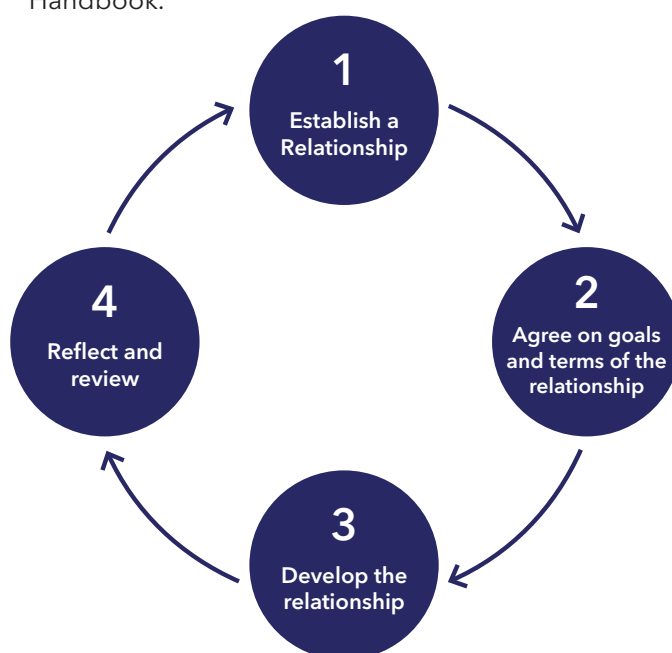 Handbook.
1
Establish a
Relationship
2
Agree on goals
and terms of the
relationship
3
Develop the
relationship
4
Reflect and
review